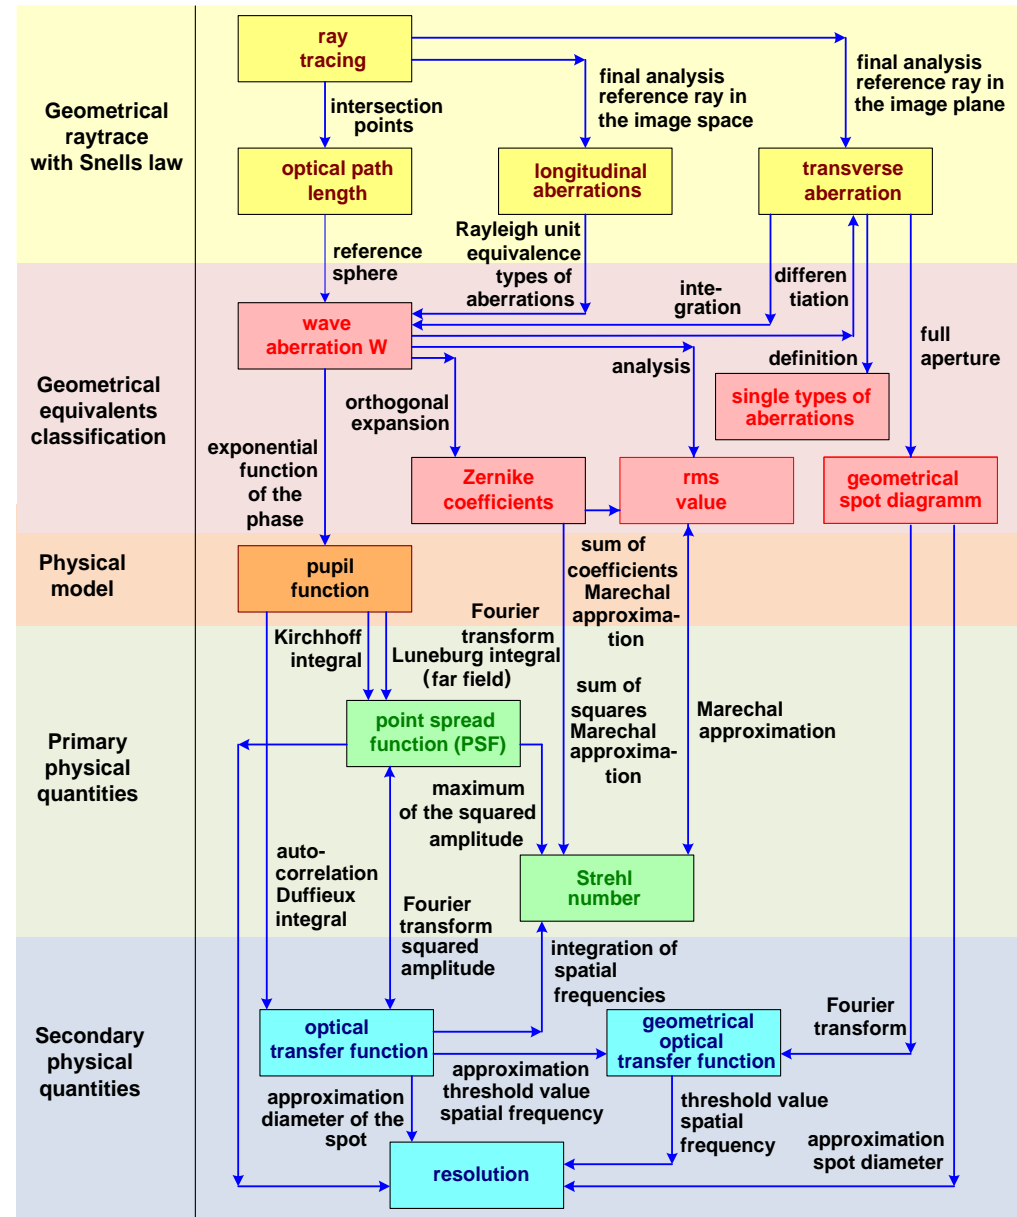 ray
tracing
final analysis
reference ray in
the image space
final analysis
reference ray in
the image plane
intersection
points
Geometrical
raytrace
with Snells law
optical path
length
longitudinal
aberrations
transverse
aberration
reference
sphere
Rayleigh unit
equivalence
types of
aberrations
inte-
gration
differen
tiation
wave
aberration W
full
aperture
analysis
definition
Geometrical
equivalents
classification
orthogonal
expansion
single types of
aberrations
exponential
function
of the
phase
Zernike
coefficients
rms
value
geometrical
spot diagramm
Physical
model
pupil
function
sum of
coefficients
Marechal
approxima-
tion
Kirchhoff
integral
Fourier
transform
Luneburg integral
(far field)
sum of
squares
Marechal
approxima-
tion
Marechal
approximation
Primary
physical
quantities
point spread
function (PSF)
maximum
of the squared
amplitude
auto-
correlation
Duffieux
integral
Strehl
number
Fourier
transform
squared
amplitude
integration of
spatial
frequencies
Secondary
physical
quantities
optical
transfer function
geometrical
optical
transfer function
Fourier
transform
approximation
diameter of the
spot
approximation
threshold value
spatial frequency
threshold value
spatial
frequency
approximation
spot diameter
resolution